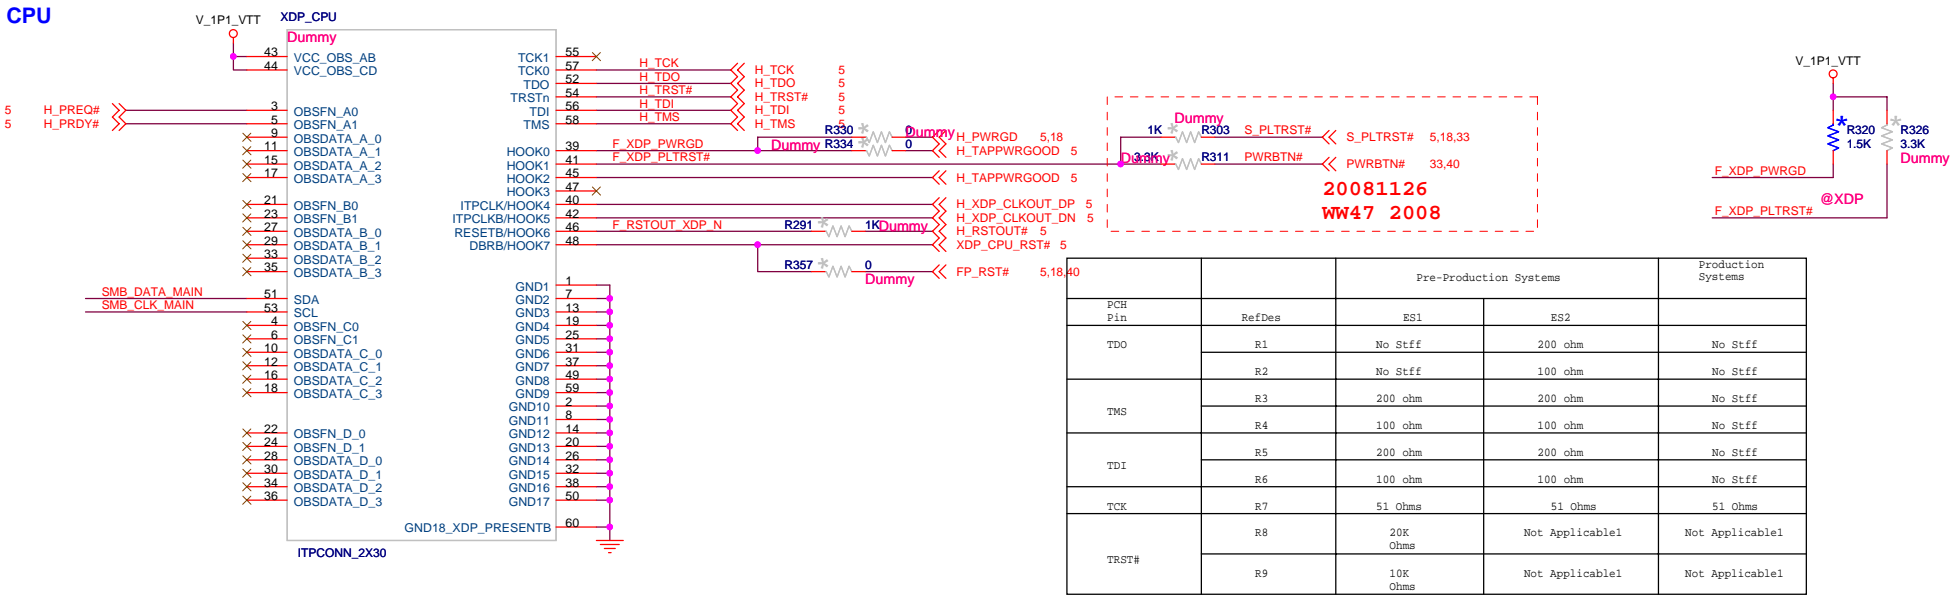 CPU
V_1P1_VTT
XDP_CPU
Dummy
43 VCC_OBS_AB
44 VCC_OBS_CD
5 H_PREQ# 3 OBSFN_A0
5 H_PRDY# 5 OBSFN_A1
9 OBSDATA_A_0
11 OBSDATA_A_1
15 OBSDATA_A_2
17 OBSDATA_A_3
21 OBSFN_B0
23 OBSFN_B1
27 OBSDATA_B_0
29 OBSDATA_B_1
33 OBSDATA_B_2
35 OBSDATA_B_3
SMB_DATA_MAIN 51 SDA
SMB_CLK_MAIN 53 SCL
4 OBSFN_C0
6 OBSFN_C1
10 OBSDATA_C_0
12 OBSDATA_C_1
16 OBSDATA_C_2
18 OBSDATA_C_3
22 OBSFN_D_0
24 OBSFN_D_1
28 OBSDATA_D_0
30 OBSDATA_D_1
34 OBSDATA_D_2
36 OBSDATA_D_3
TCK1 55
TCK0 57 H_TCK H_TCK 5
TDO 52 H_TDO H_TDO 5
TRSTn 54 H_TRST# H_TRST# 5
TDI 56 H_TDI H_TDI 5
TMS 58 H_TMS H_TMS 5
R330 0 Dummy H_PWRGD 5,18
HOOK0 39 F_XDP_PWRGD Dummy R334 0 H_TAPPWRGOOD 5
HOOK1 41 F_XDP_PLTRST#
HOOK2 45 H_TAPPWRGOOD 5
HOOK3 47
ITPCLK/HOOK4 40 H_XDP_CLKOUT_DP 5
ITPCLKB/HOOK5 42 H_XDP_CLKOUT_DN 5
RESETB/HOOK6 46 F_RSTOUT_XDP_N R291 1K Dummy H_RSTOUT# 5
DBRB/HOOK7 48 XDP_CPU_RST# 5
R357 0 FP_RST# 5,18,40
Dummy
GND1 1
GND2 7
GND3 13
GND4 19
GND5 25
GND6 31
GND7 37
GND8 49
GND9 59
GND10 2
GND11 8
GND12 14
GND13 20
GND14 26
GND15 32
GND16 38
GND17 50
GND18_XDP_PRESENTB 60
ITPCONN_2X30
Dummy
1K R303 S_PLTRST# S_PLTRST# 5,18,33
3.3K Dummy R311 PWRBTN# PWRBTN# 33,40
20081126
WW47 2008
V_1P1_VTT
R320 R326
1.5K 3.3K
Dummy
F_XDP_PWRGD
@XDP
F_XDP_PLTRST#
Pre-Production Systems Production
Systems
PCH
Pin RefDes ES1 ES2
TDO R1 No Stff 200 ohm No Stff
R2 No Stff 100 ohm No Stff
TMS R3 200 ohm 200 ohm No Stff
R4 100 ohm 100 ohm No Stff
TDI R5 200 ohm 200 ohm No Stff
R6 100 ohm 100 ohm No Stff
TCK R7 51 Ohms 51 Ohms 51 Ohms
TRST# R8 20K Not Applicable1 Not Applicable1
Ohms
R9 10K Not Applicable1 Not Applicable1
Ohms